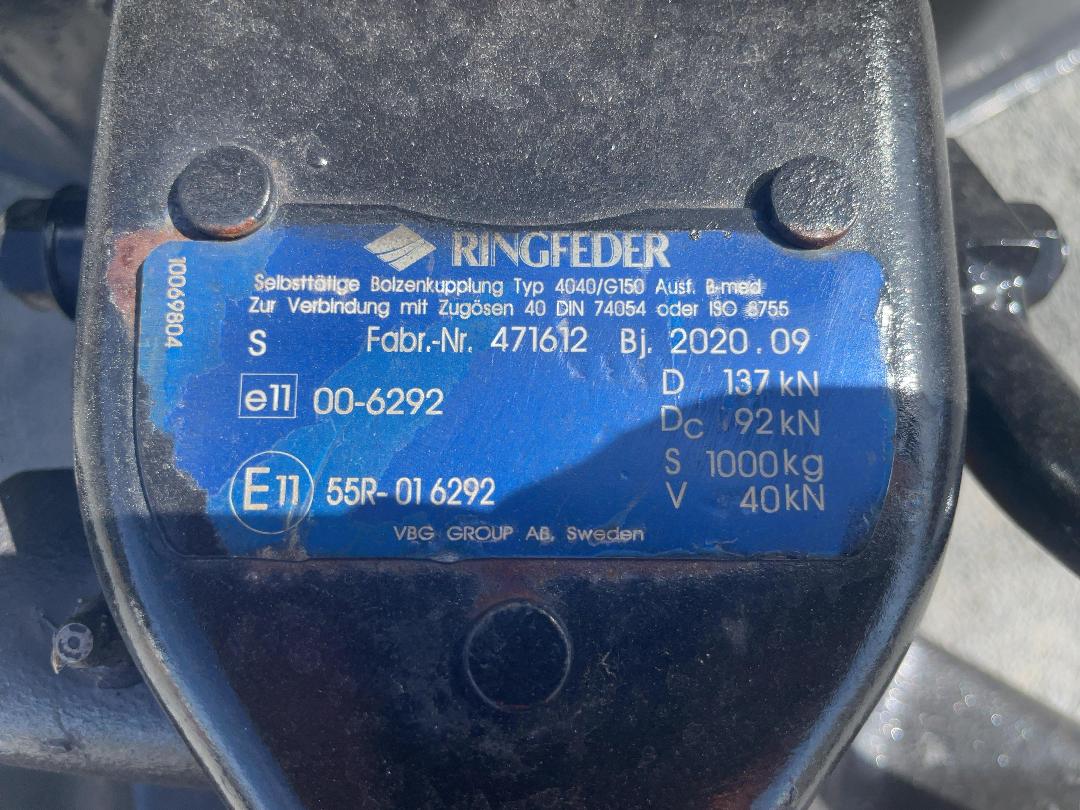 RINGFEDER
Selbsttätige Bolzenkupplung Typ 4040/G150 Ausf. B-med
Zur Verbindung mit Zugösen 40 DIN 74054 oder ISO 8755
S Fabr.-Nr. 471612 Bj. 2020.09
e11 00-6292
D 137 kN
DC 92 kN
S 1000 kg
V 40 kN
E11 55R-01 6292
VBG GROUP AB, Sweden
10069804